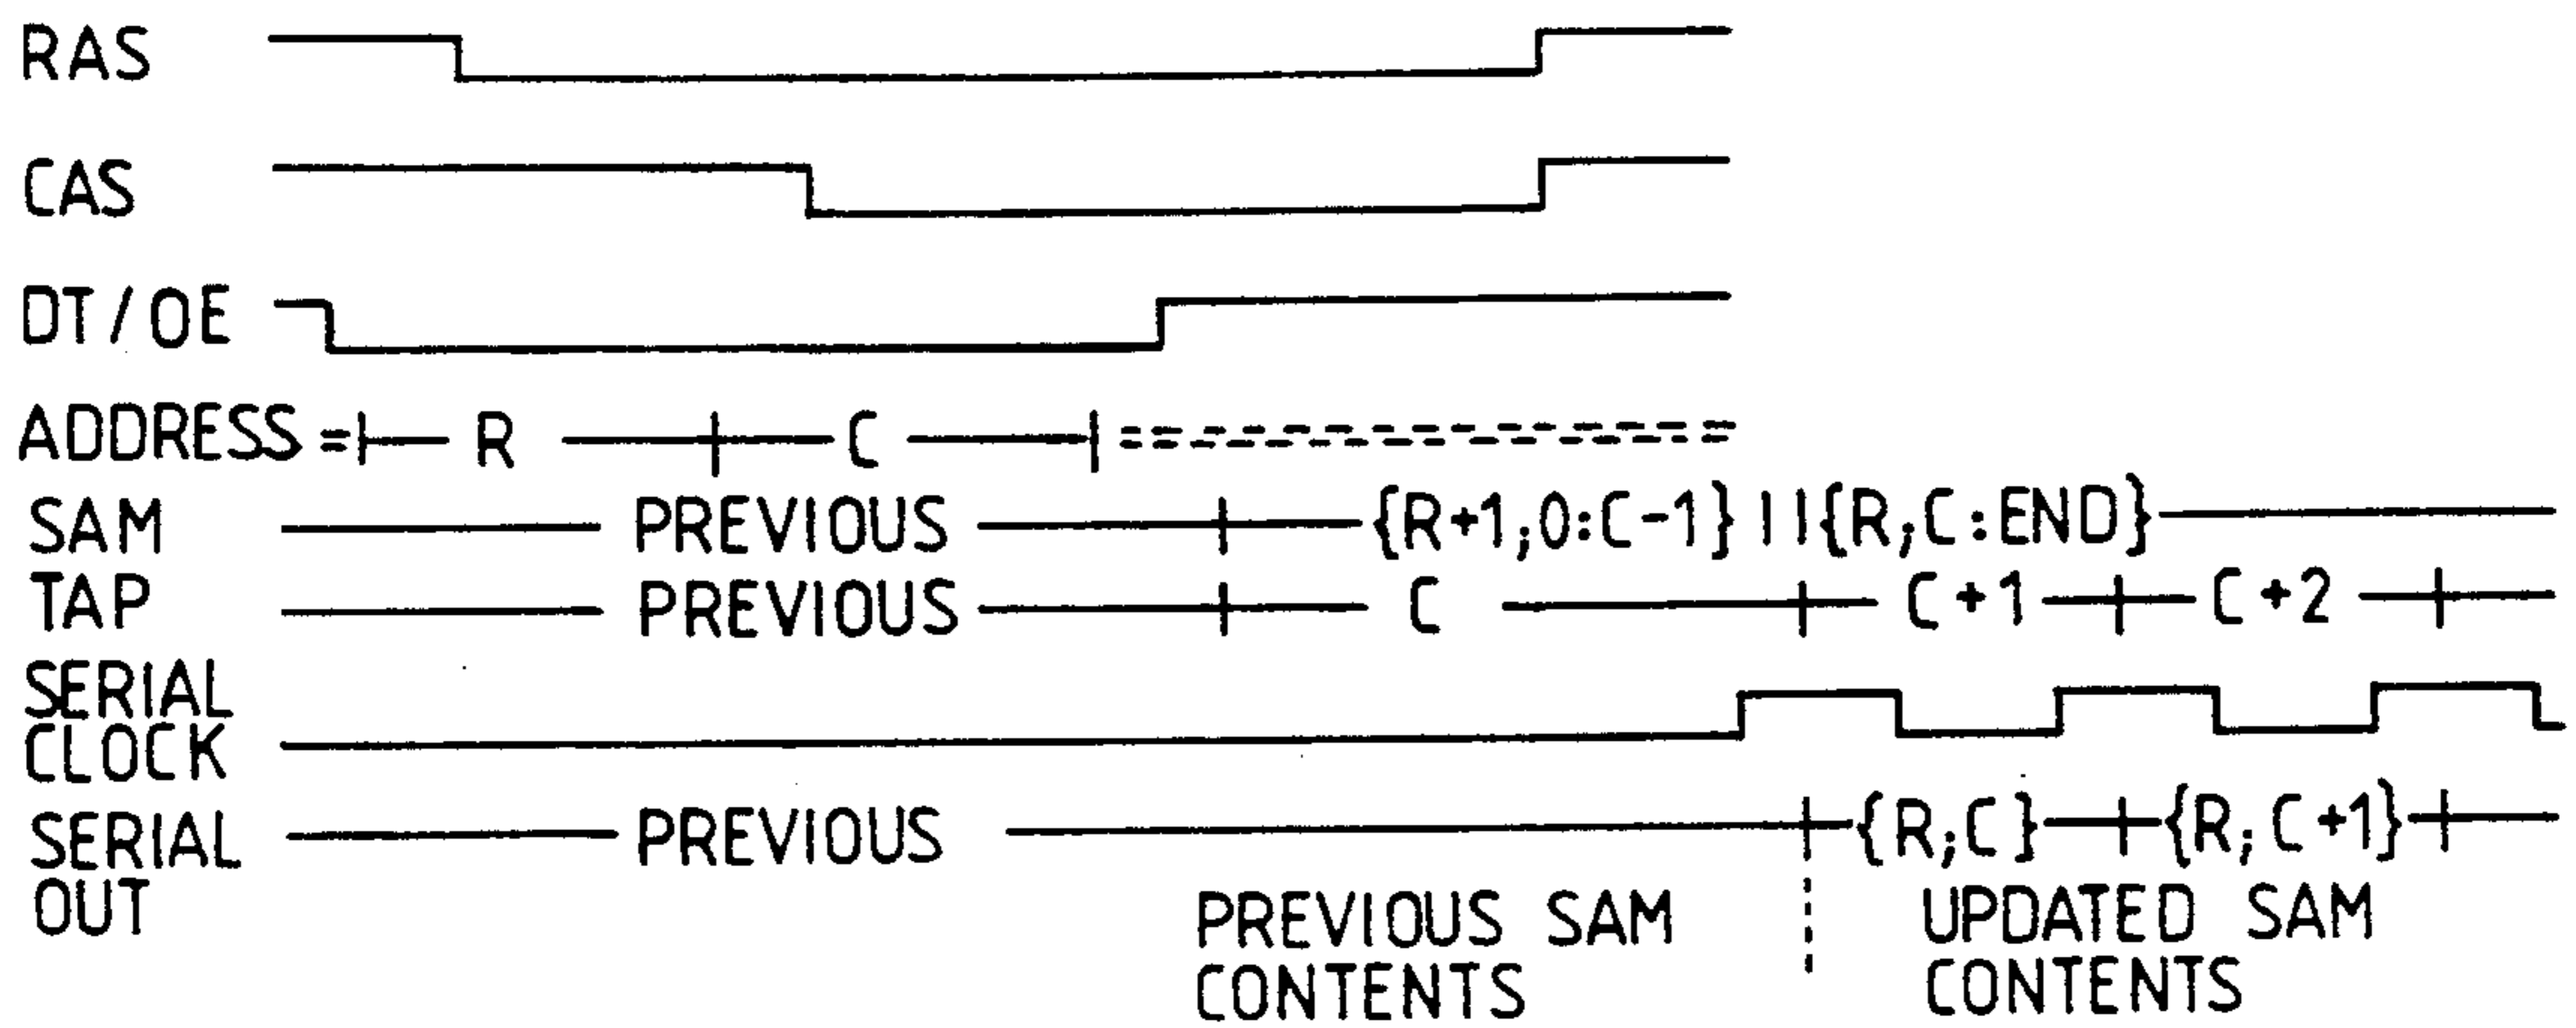 RAS
CAS
DT/OE
ADDRESS = R C
SAM PREVIOUS {R+1;0:C-1} ||{R;C:END}
TAP PREVIOUS C C+1 C+2
SERIAL
CLOCK
SERIAL PREVIOUS {R;C} {R;C+1}
OUT
PREVIOUS SAM UPDATED SAM
CONTENTS CONTENTS